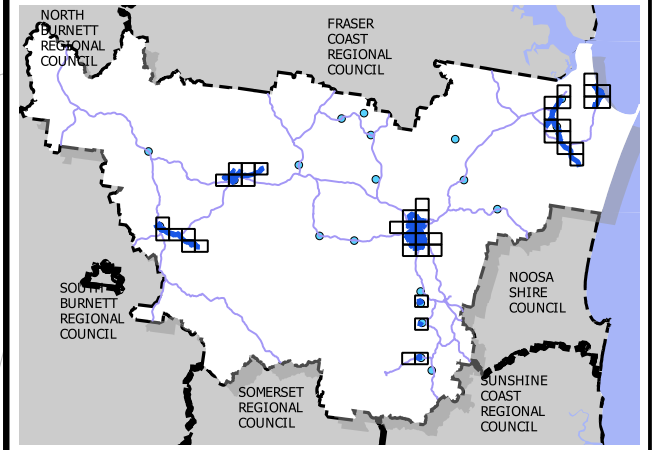 NORTH
BURNETT
REGIONAL
COUNCIL
FRASER
COAST
REGIONAL
COUNCIL
SOUTH
BURNETT
REGIONAL
COUNCIL
NOOSA
SHIRE
COUNCIL
SOMERSET
REGIONAL
COUNCIL
SUNSHINE
COAST
REGIONAL
COUNCIL